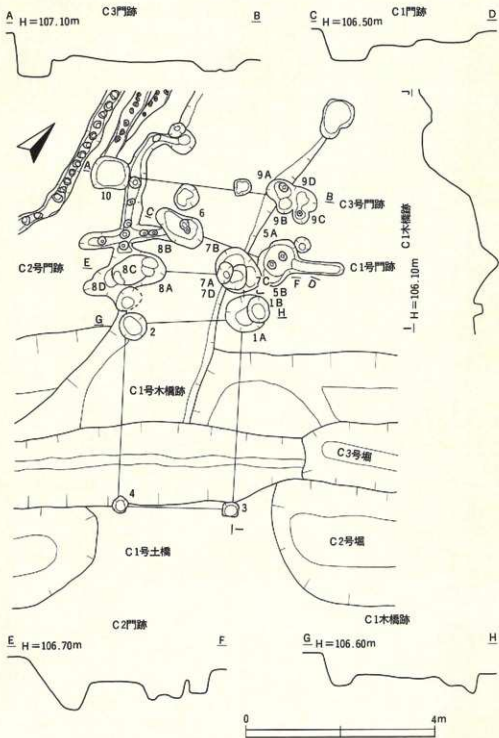 C3門跡
A H=107.10m B
C1門跡
C H=106.50m D
A
10
9A 9D
9B
9C
B
C3号門跡
C
6
5A
8B
7B
C1号門跡
C2号門跡
E
8C
8D
8A
7A
7D
C
5B
F D
1B
H
G
2
1A
C1木橋跡
H=106.10m
C1号木橋跡
C3号堀
4
3
C1号土橋
C2号堀
C2門跡
E H=106.70m F
C1木橋跡
G H=106.60m H
0 4m